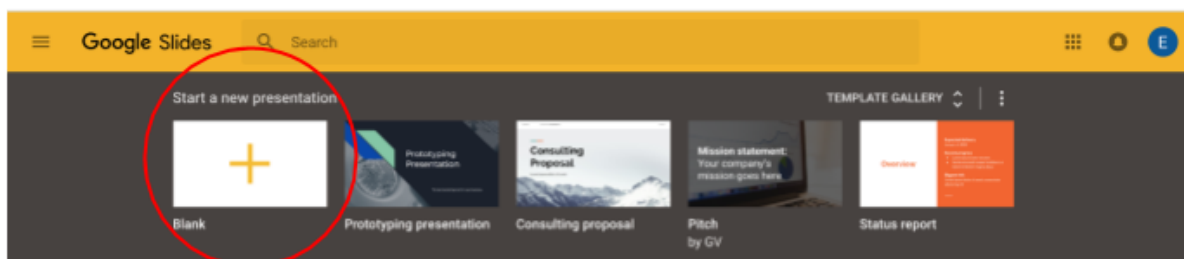 Google Slides
Search
E
Start a new presentation
TEMPLATE GALLERY
Prototyping
Presentation
Consulting
Proposal
Mission statement:
Your company's
mission goes here
Overview
Blank
Prototyping presentation
Consulting proposal
Pitch
by GV
Status report